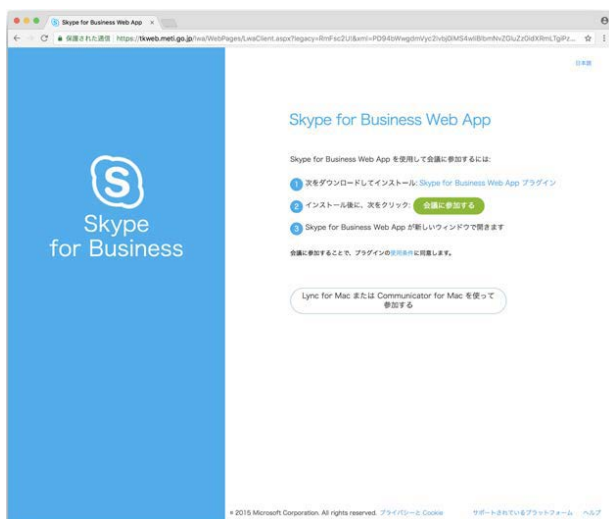 Skype for Business Web App
保護された通信 https://tkweb.meti.go.jp/lwa/WebPages/LwaClient.aspx?legacy=RmFsc2U!&xml=
日本語
Skype
for Business
Skype for Business Web App
Skype for Business Web App を使用して会議に参加するには:
1 次をダウンロードしてインストール: Skype for Business Web App プラグイン
2 インストール後に、次をクリック: 会議に参加する
3 Skype for Business Web App が新しいウィンドウで開きます
会議に参加することで、プラグインの使用条件に同意します。
Lync for Mac または Communicator for Mac を使って
参加する
© 2015 Microsoft Corporation. All rights reserved. プライバシーと Cookie サポートされているプラットフォーム ヘルプ